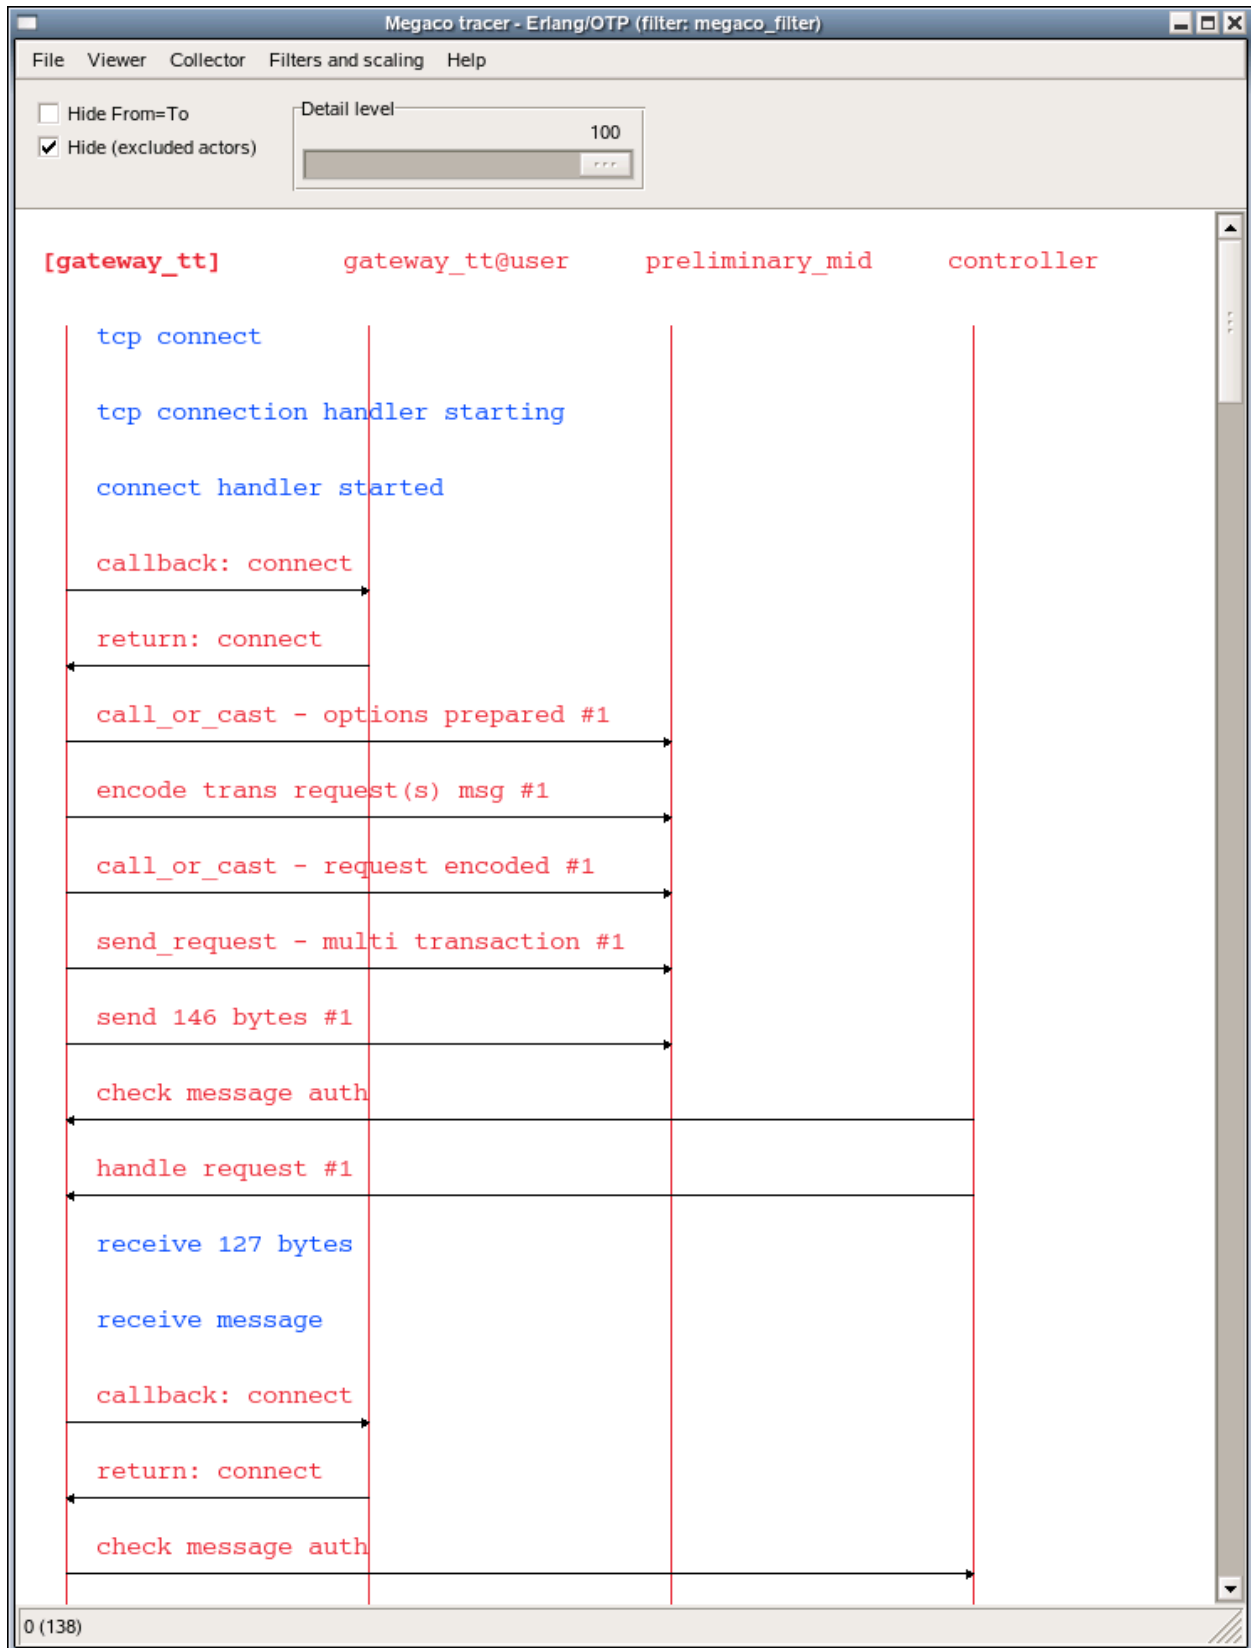 Megaco tracer - Erlang/OTP (filter: megaco_filter)
File Viewer Collector Filters and scaling Help
Hide From=To
Hide (excluded actors)
Detail level
100
[gateway_tt] gateway_tt@user preliminary_mid controller
tcp connect
tcp connection handler starting
connect handler started
callback: connect
return: connect
call_or_cast - options prepared #1
encode trans request(s) msg #1
call_or_cast - request encoded #1
send_request - multi transaction #1
send 146 bytes #1
check message auth
handle request #1
receive 127 bytes
receive message
callback: connect
return: connect
check message auth
0 (138)